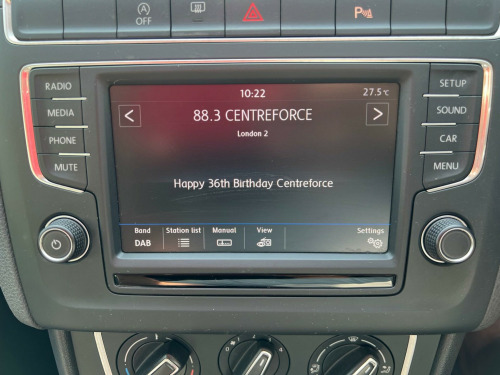 OFF
RADIO
MEDIA
PHONE
MUTE
SETUP
SOUND
CAR
MENU
10:22
27.5°C
<
88.3 CENTREFORCE
>
London 2
Happy 36th Birthday Centreforce
Band
DAB
Station list
Manual
View
Settings